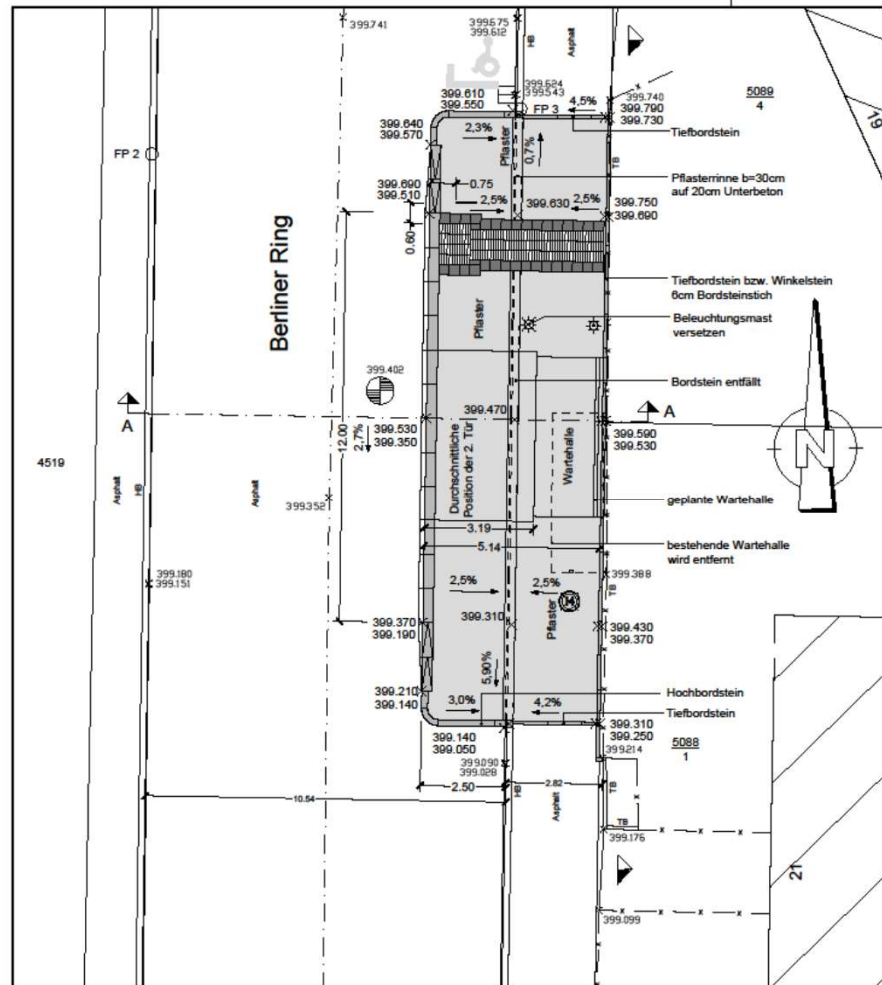 399.741
399.675
399.612
HB
Asphalt
399.624
399.543
399.610
399.550
FP 3
4,5%
399.740
399.790
399.730
5089
4
19
399.640
399.570
2,3%
Pflaster
0,7%
Tiefbordstein
FP 2
TB
399.690
399.510
0.75
2,5%
399.630
2,5%
399.750
399.690
Pflasterrinne b=30cm
auf 20cm Unterbeton
0.60
Berliner Ring
Tiefbordstein bzw. Winkelstein
6cm Bordsteinstich
Pflaster
Beleuchtungsmast
versetzen
399.402
Bordstein entfällt
A
399.470
A
12.00
2,7%
399.530
399.350
399.590
399.530
N
4519
Asphalt
HB
Asphalt
Durchschnittliche
Position der 2. Tür
Wartehalle
399.352
geplante Wartehalle
3.19
5.14
bestehende Wartehalle
wird entfernt
399.180
399.151
399.388
2,5%
2,5%
TB
399.370
399.190
399.310
Pflaster
399.430
399.370
5,90%
399.210
399.140
3,0%
4,2%
Hochbordstein
Tiefbordstein
399.140
399.050
399.310
399.250
399.214
5088
1
399.090
399.028
2.50
2.82
HB
Asphalt
TB
10.54
TB
399.176
21
399.099